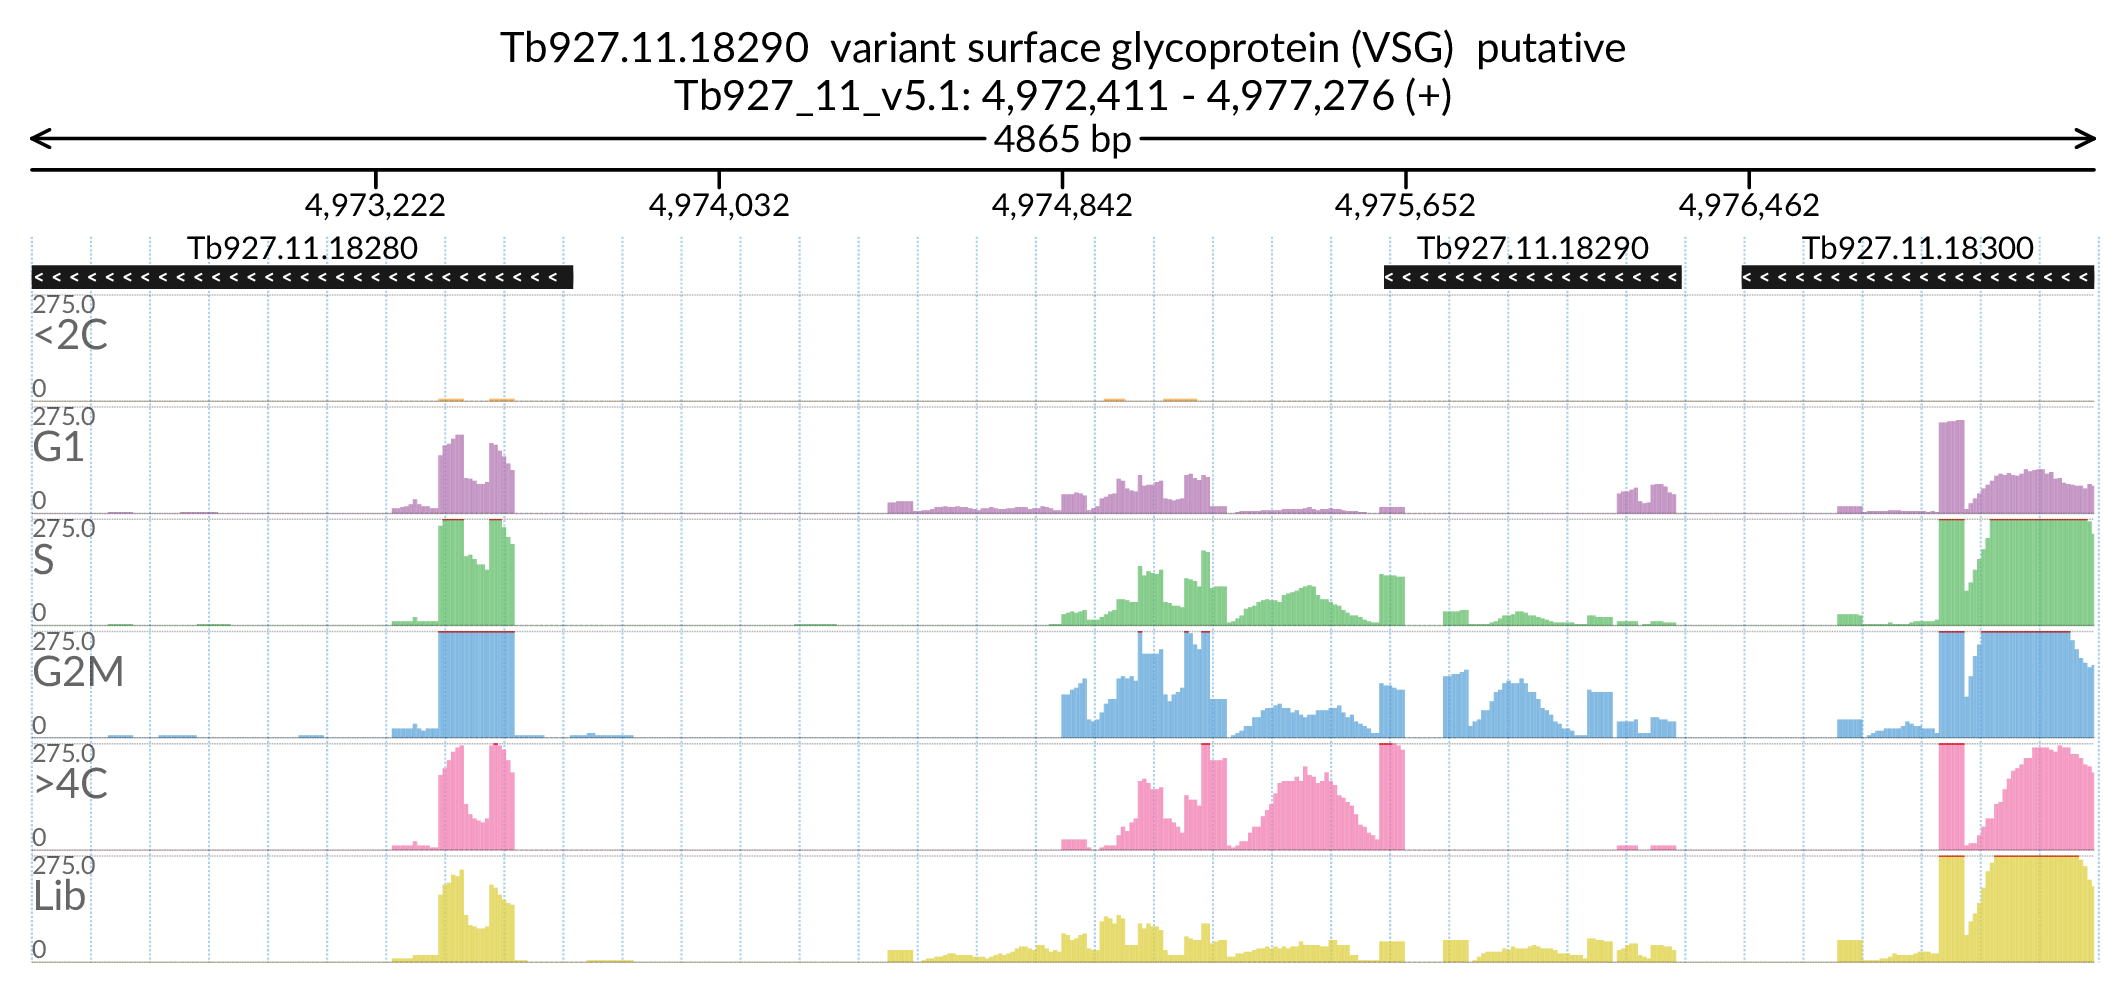 Tb927.11.18290 variant surface glycoprotein (VSG) putative
Tb927_11_v5.1: 4,972,411 - 4,977,276 (+)
4865 bp
4,973,222 4,974,032 4,974,842 4,975,652 4,976,462
Tb927.11.18280 Tb927.11.18290 Tb927.11.18300
275.0
<2C
0
275.0
G1
0
275.0
S
0
275.0
G2M
0
275.0
>4C
0
275.0
Lib
0